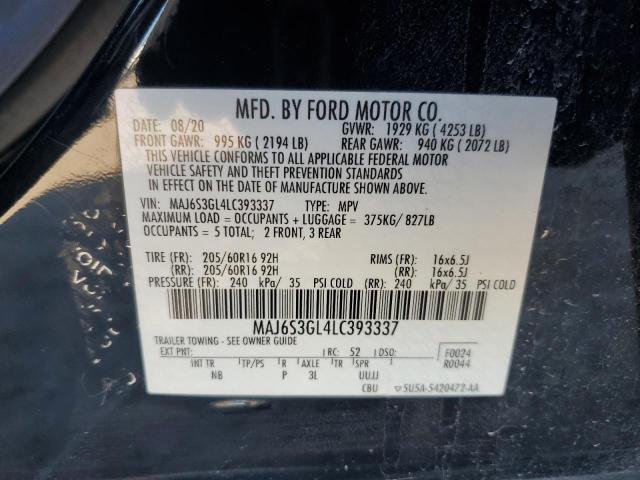 MFD. BY FORD MOTOR CO.
DATE: 08/20 GVWR: 1929 KG ( 4253 LB)
FRONT GAWR: 995 KG ( 2194 LB) REAR GAWR: 940 KG ( 2072 LB)
THIS VEHICLE CONFORMS TO ALL APPLICABLE FEDERAL MOTOR
VEHICLE SAFETY AND THEFT PREVENTION STANDARDS
IN EFFECT ON THE DATE OF MANUFACTURE SHOWN ABOVE.
VIN: MAJ6S3GL4LC393337 TYPE: MPV
MAXIMUM LOAD = OCCUPANTS + LUGGAGE = 375KG/ 827LB
OCCUPANTS = 5 TOTAL; 2 FRONT, 3 REAR
TIRE (FR): 205/60R16 92H RIMS (FR): 16x6.5J
(RR): 205/60R16 92H (RR): 16x6.5J
PRESSURE (FR): 240 kPa/ 35 PSI COLD (RR): 240 kPa/ 35 PSI COLD
MAJ6S3GL4LC393337
TRAILER TOWING - SEE OWNER GUIDE
EXT PNT: RC: 52 DSO: F0024
R0044
INT TR TP/PS R AXLE TR SPR
NB P 3L UUJJ
CBU 5U5A-5420472-AA